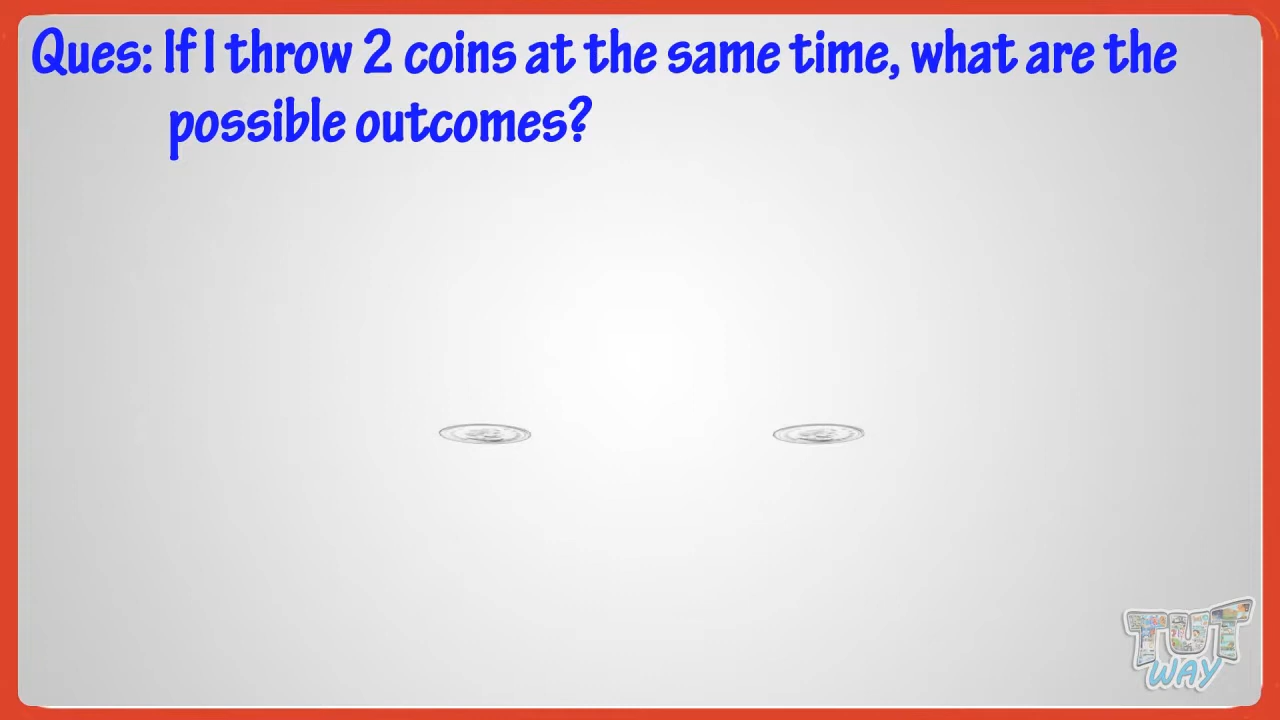 Ques: If I throw 2 coins at the same time, what are the
possible outcomes?
TUT
WAY